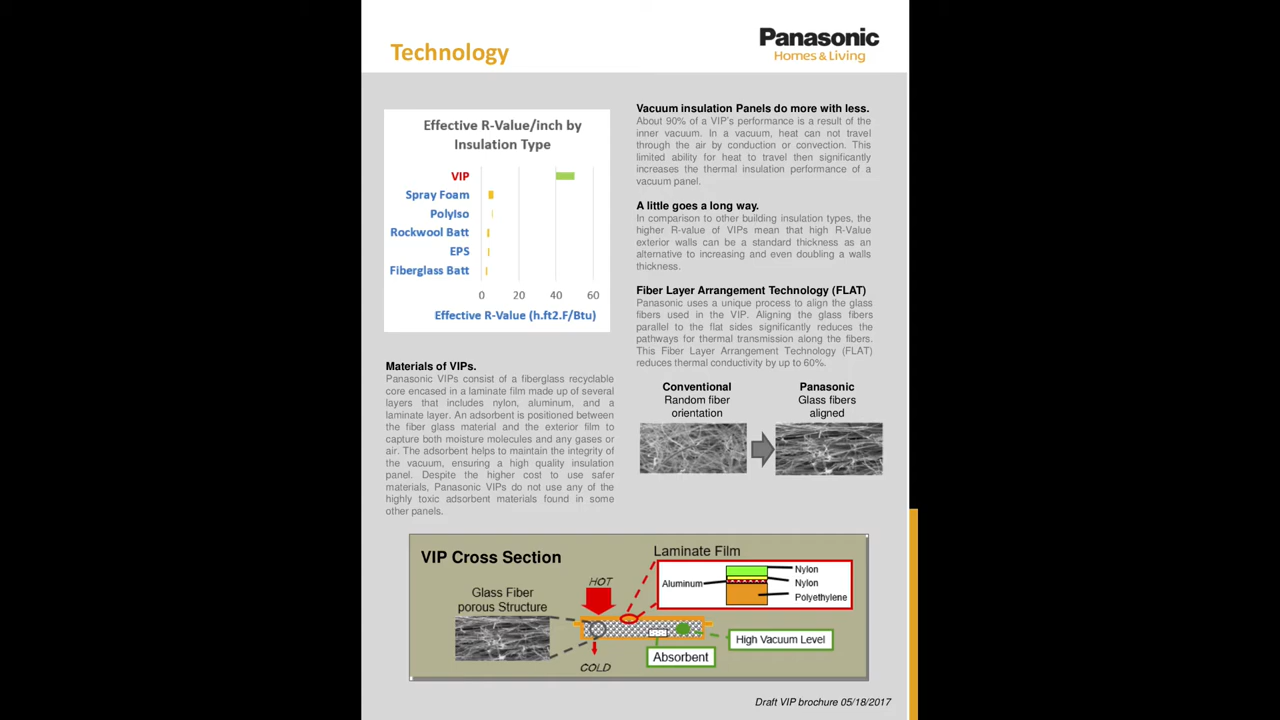 Technology
Panasonic
Homes & Living
Effective R-Value/inch by
Insulation Type
VIP
Spray Foam
PolyIso
Rockwool Batt
EPS
Fiberglass Batt
0 20 40 60
Effective R-Value (h.ft2.F/Btu)
Materials of VIPs.
Panasonic VIPs consist of a fiberglass recyclable
core encased in a laminate film made up of several
layers that includes nylon, aluminum, and a
laminate layer. An adsorbent is positioned between
the fiber glass material and the exterior film to
capture both moisture molecules and any gases or
air. The adsorbent helps to maintain the integrity of
the vacuum, ensuring a high quality insulation
panel. Despite the higher cost to use safer
materials, Panasonic VIPs do not use any of the
highly toxic adsorbent materials found in some
other panels.
Vacuum insulation Panels do more with less.
About 90% of a VIP's performance is a result of the
inner vacuum. In a vacuum, heat can not travel
through the air by conduction or convection. This
limited ability for heat to travel then significantly
increases the thermal insulation performance of a
vacuum panel.
A little goes a long way.
In comparison to other building insulation types, the
higher R-value of VIPs mean that high R-Value
exterior walls can be a standard thickness as an
alternative to increasing and even doubling a walls
thickness.
Fiber Layer Arrangement Technology (FLAT)
Panasonic uses a unique process to align the glass
fibers used in the VIP. Aligning the glass fibers
parallel to the flat sides significantly reduces the
pathways for thermal transmission along the fibers.
This Fiber Layer Arrangement Technology (FLAT)
reduces thermal conductivity by up to 60%.
Conventional
Random fiber
orientation
Panasonic
Glass fibers
aligned
VIP Cross Section
Glass Fiber
porous Structure
HOT
COLD
Laminate Film
Aluminum
Nylon
Nylon
Polyethylene
High Vacuum Level
Absorbent
Draft VIP brochure 05/18/2017